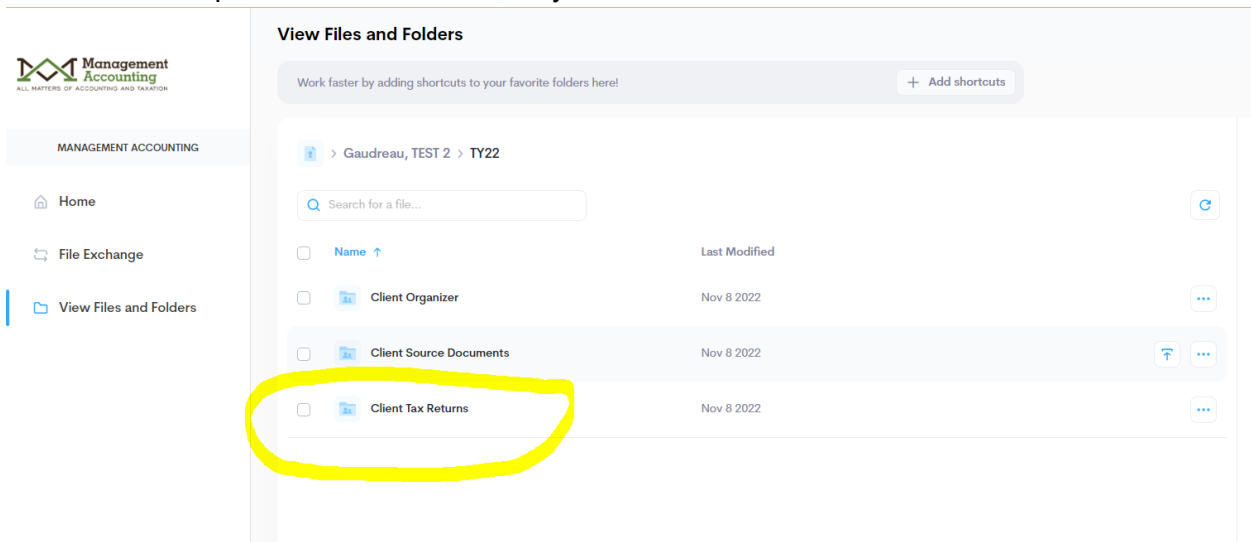 View Files and Folders
Management
Accounting
ALL MATTERS OF ACCOUNTING AND TAXATION
Work faster by adding shortcuts to your favorite folders here!
+ Add shortcuts
MANAGEMENT ACCOUNTING
> Gaudreau, TEST 2 > TY22
Home
Search for a file...
File Exchange
Name ↑
Last Modified
View Files and Folders
Client Organizer
Nov 8 2022
Client Source Documents
Nov 8 2022
Client Tax Returns
Nov 8 2022